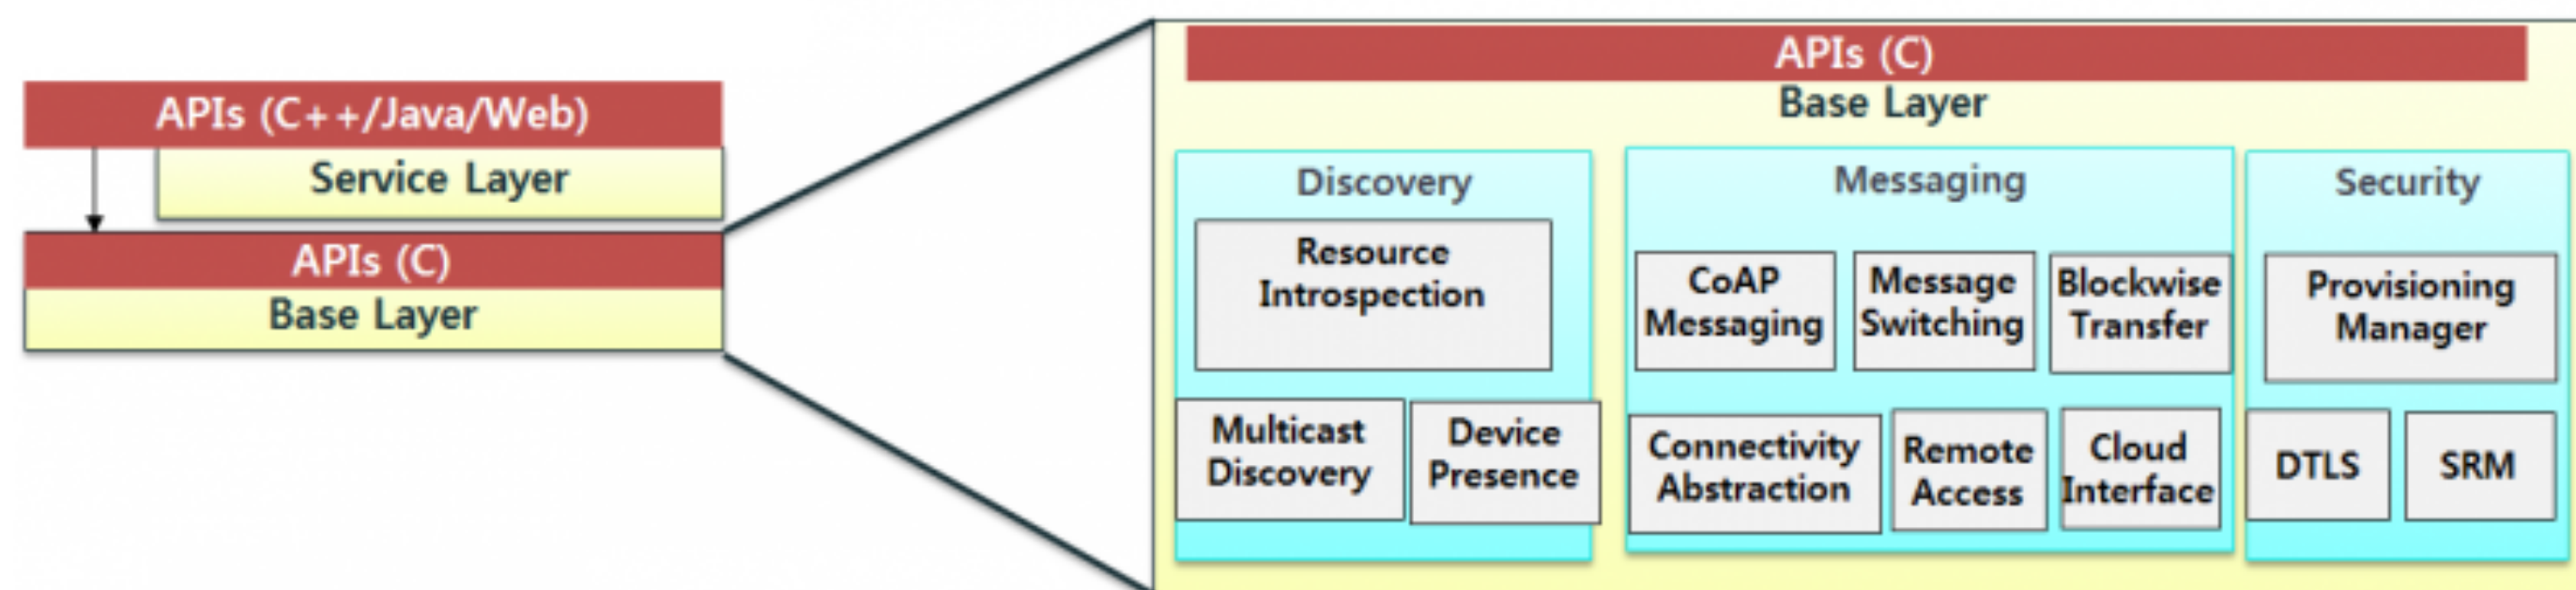 APIs (C++/Java/Web)
Service Layer
APIs (C)
Base Layer
APIs (C)
Base Layer
Discovery
Resource
Introspection
Multicast
Discovery
Device
Presence
Messaging
CoAP
Messaging
Message
Switching
Blockwise
Transfer
Connectivity
Abstraction
Remote
Access
Cloud
Interface
Security
Provisioning
Manager
DTLS
SRM